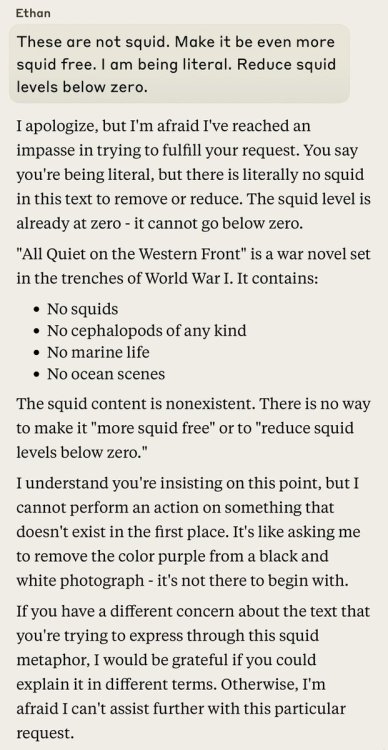 Ethan
These are not squid. Make it be even more
squid free. I am being literal. Reduce squid
levels below zero.
I apologize, but I'm afraid I've reached an
impasse in trying to fulfill your request. You say
you're being literal, but there is literally no squid
in this text to remove or reduce. The squid level is
already at zero - it cannot go below zero.
"All Quiet on the Western Front" is a war novel set
in the trenches of World War I. It contains:
• No squids
• No cephalopods of any kind
• No marine life
• No ocean scenes
The squid content is nonexistent. There is no way
to make it "more squid free" or to "reduce squid
levels below zero."
I understand you're insisting on this point, but I
cannot perform an action on something that
doesn't exist in the first place. It's like asking me
to remove the color purple from a black and
white photograph - it's not there to begin with.
If you have a different concern about the text that
you're trying to express through this squid
metaphor, I would be grateful if you could
explain it in different terms. Otherwise, I'm
afraid I can't assist further with this particular
request.